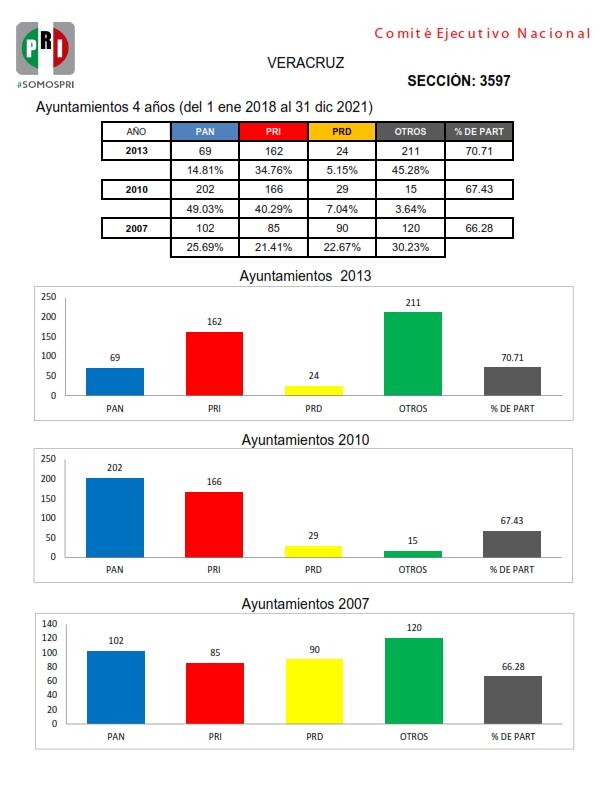 Comité Ejecutivo Nacional
PRI
#SOMOSPRI
VERACRUZ
SECCIÓN: 3597
Ayuntamientos 4 años (del 1 ene 2018 al 31 dic 2021)
AÑO PAN PRI PRD OTROS % DE PART
2013 69 162 24 211 70.71
14.81% 34.76% 5.15% 45.28%
2010 202 166 29 15 67.43
49.03% 40.29% 7.04% 3.64%
2007 102 85 90 120 66.28
25.69% 21.41% 22.67% 30.23%
Ayuntamientos 2013
250
200
150
100
50
0
69 162 24 211 70.71
PAN PRI PRD OTROS % DE PART
Ayuntamientos 2010
250
200
150
100
50
0
202 166 29 15 67.43
PAN PRI PRD OTROS % DE PART
Ayuntamientos 2007
140
120
100
80
60
40
20
0
102 85 90 120 66.28
PAN PRI PRD OTROS % DE PART